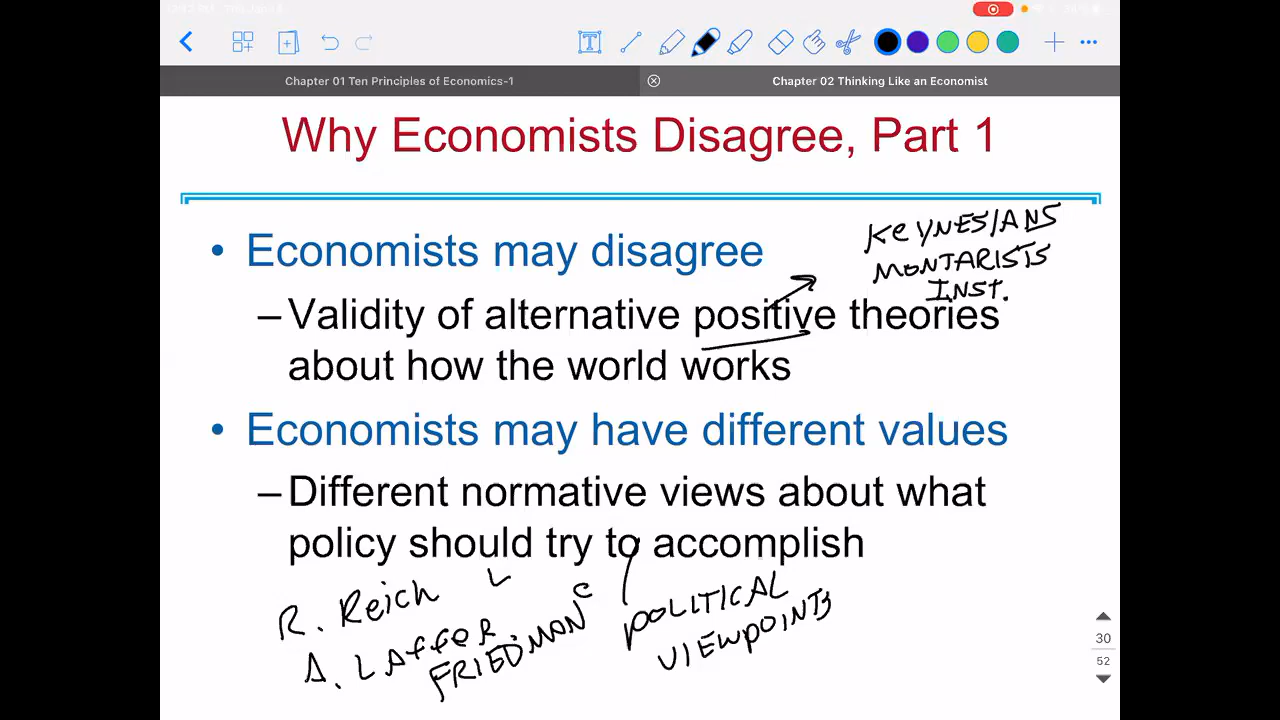 Chapter 01 Ten Principles of Economics-1
Chapter 02 Thinking Like an Economist
Why Economists Disagree, Part 1
KEYNESIANS
MONTARISTS
INST.
• Economists may disagree
–Validity of alternative positive theories
about how the world works
• Economists may have different values
–Different normative views about what
policy should try to accomplish
R. Reich L
A. LAffeR
FRIEDMAN C
POLITICAL
VIEWPOINTS
30
52